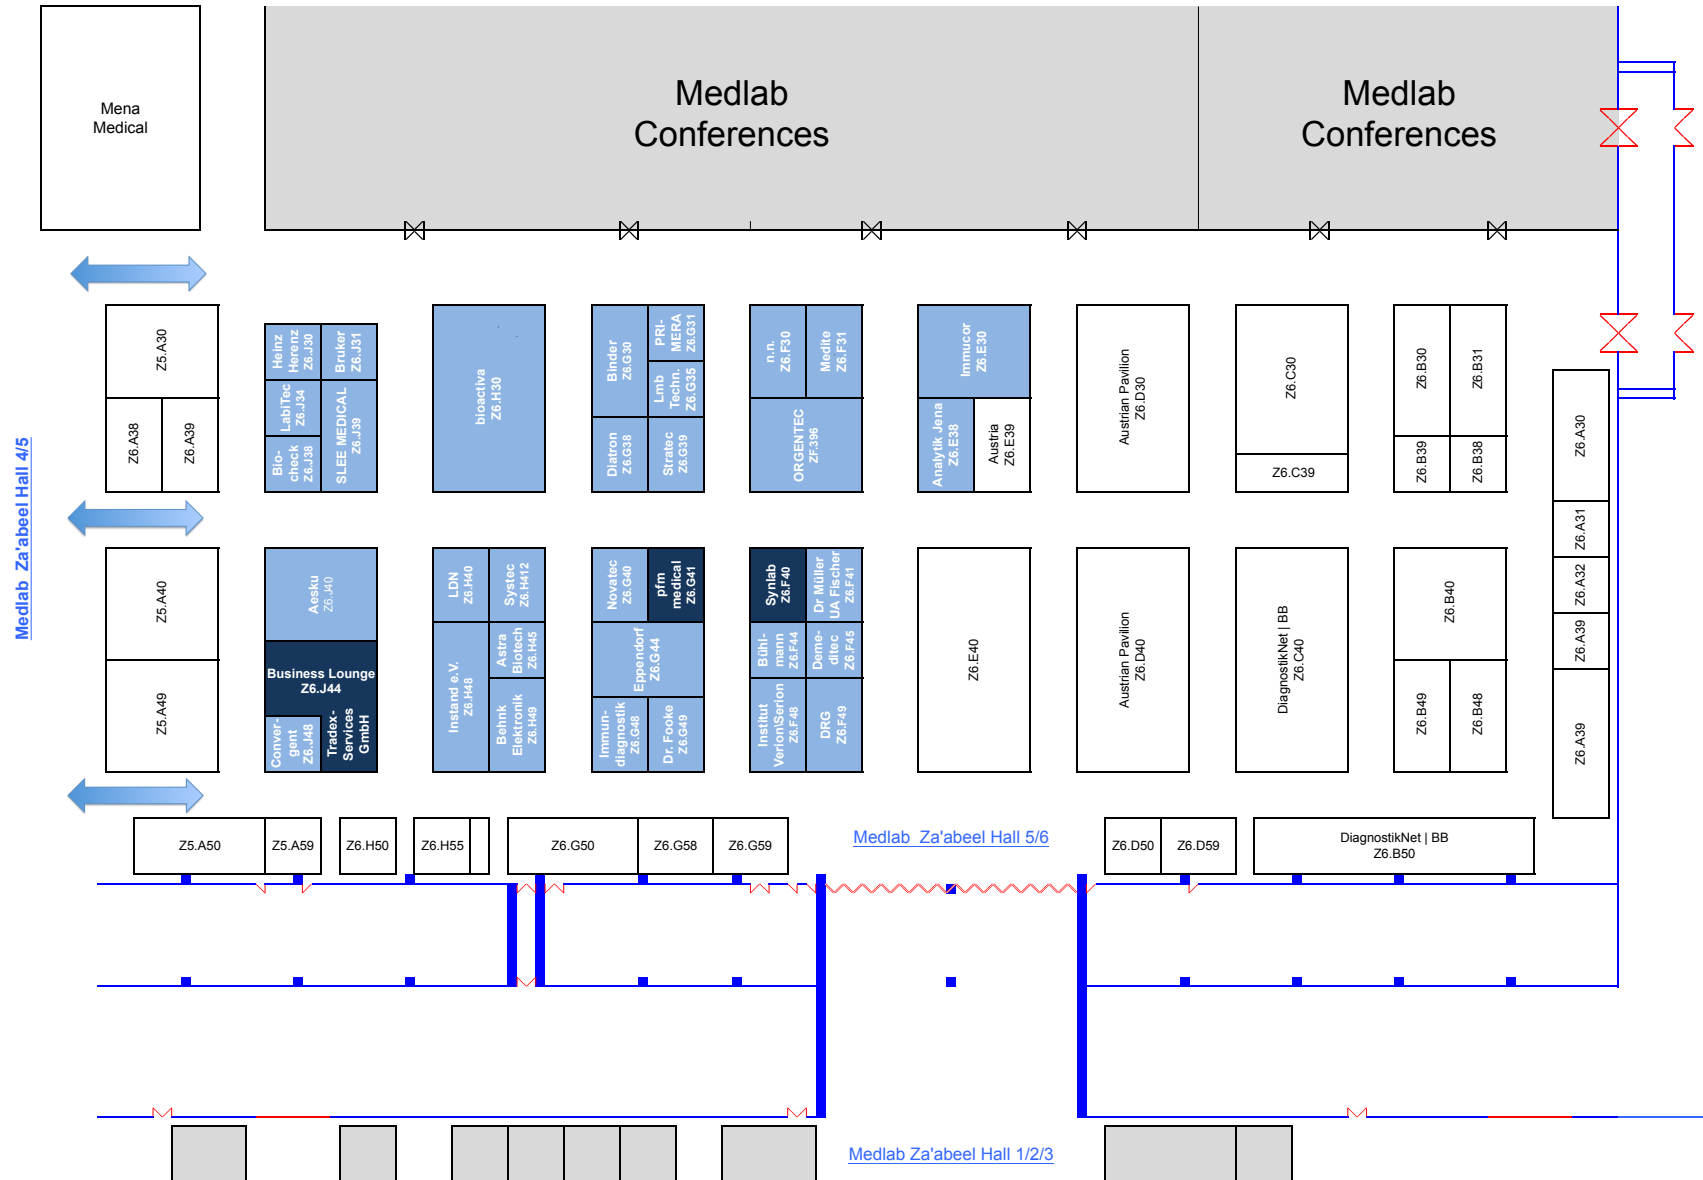 Mena
Medical
Medlab
Conferences
Medlab
Conferences
Medlab Za'abeel Hall 4/5
Z5.A30
Z6.A38
Z6.A39
Heinz
Herenz
Z6.J30
Bruker
Z6.J31
LabiTec
Z6.J34
SLEE MEDICAL
Z6.J39
Bio-
check
Z6.J38
bioactiva
Z6.H30
Binder
Z6.G30
PRI-
MERA
Z6.G31
Lmb
Techn.
Z6.G35
Diatron
Z6.G38
Stratec
Z6.G39
n.n.
Z6.F30
Medite
Z6.F31
ORGENTEC
ZF.396
Immucor
Z6.E30
Analytik Jena
Z6.E38
Austria
Z6.E39
Austrian Pavilion
Z6.D30
Z6.C30
Z6.C39
Z6.B30
Z6.B31
Z6.B39
Z6.B38
Z6.A30
Z6.A31
Z6.A32
Z6.A39
Z6.A39
Z5.A40
Z5.A49
Aesku
Z6.J40
Business Lounge
Z6.J44
Conver-
gent
Z6.J48
Tradex-
Services
GmbH
LDN
Z6.H40
Systec
Z6.H412
Instand e.V.
Z6.H48
Astra
Biotech
Z6.H45
Behnk
Elektronik
Z6.H49
Novatec
Z6.G40
pfm
medical
Z6.G41
Eppendorf
Z6.G44
Immun-
diagnostik
Z6.G48
Dr. Fooke
Z6.G49
Synlab
Z6.F40
Dr Müller
UA Fischer
Z6.F41
Bühl-
mann
Z6.F44
Deme-
ditec
Z6.F45
Institut
Verion\Serion
Z6.F48
DRG
Z6.F49
Z6.E40
Austrian Pavilion
Z6.D40
DiagnostikNet | BB
Z6.C40
Z6.B40
Z6.B49
Z6.B48
Z5.A50
Z5.A59
Z6.H50
Z6.H55
Z6.G50
Z6.G58
Z6.G59
Medlab Za'abeel Hall 5/6
Z6.D50
Z6.D59
DiagnostikNet | BB
Z6.B50
Medlab Za'abeel Hall 1/2/3